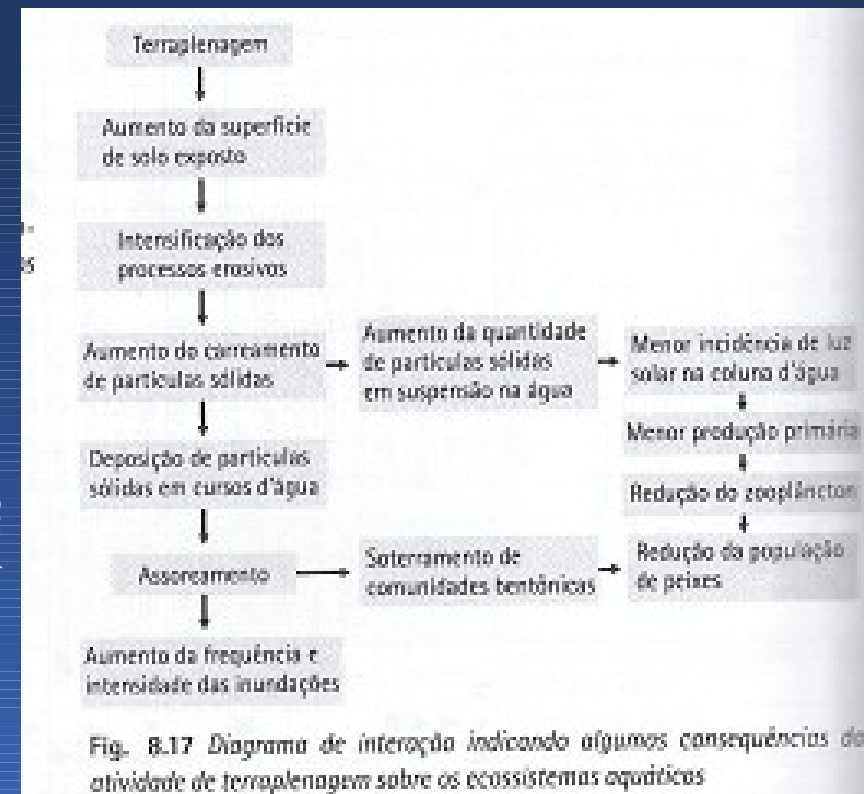 Terraplenagem
Aumento da superfície
de solo exposto
Intensificação dos
processos erosivos
Aumento do carreamento
de partículas sólidas
Aumento da quantidade
de partículas sólidas
em suspensão na água
Menor incidência de luz
solar na coluna d'água
Menor produção primária
Redução do zooplâncton
Redução da população
de peixes
Deposição de partículas
sólidas em cursos d'água
Assoreamento
Soterramento de
comunidades bentônicas
Aumento da frequência e
intensidade das inundações
Fig. 8.17 Diagrama de interação indicando algumas consequências da
atividade de terraplenagem sobre os ecossistemas aquáticos